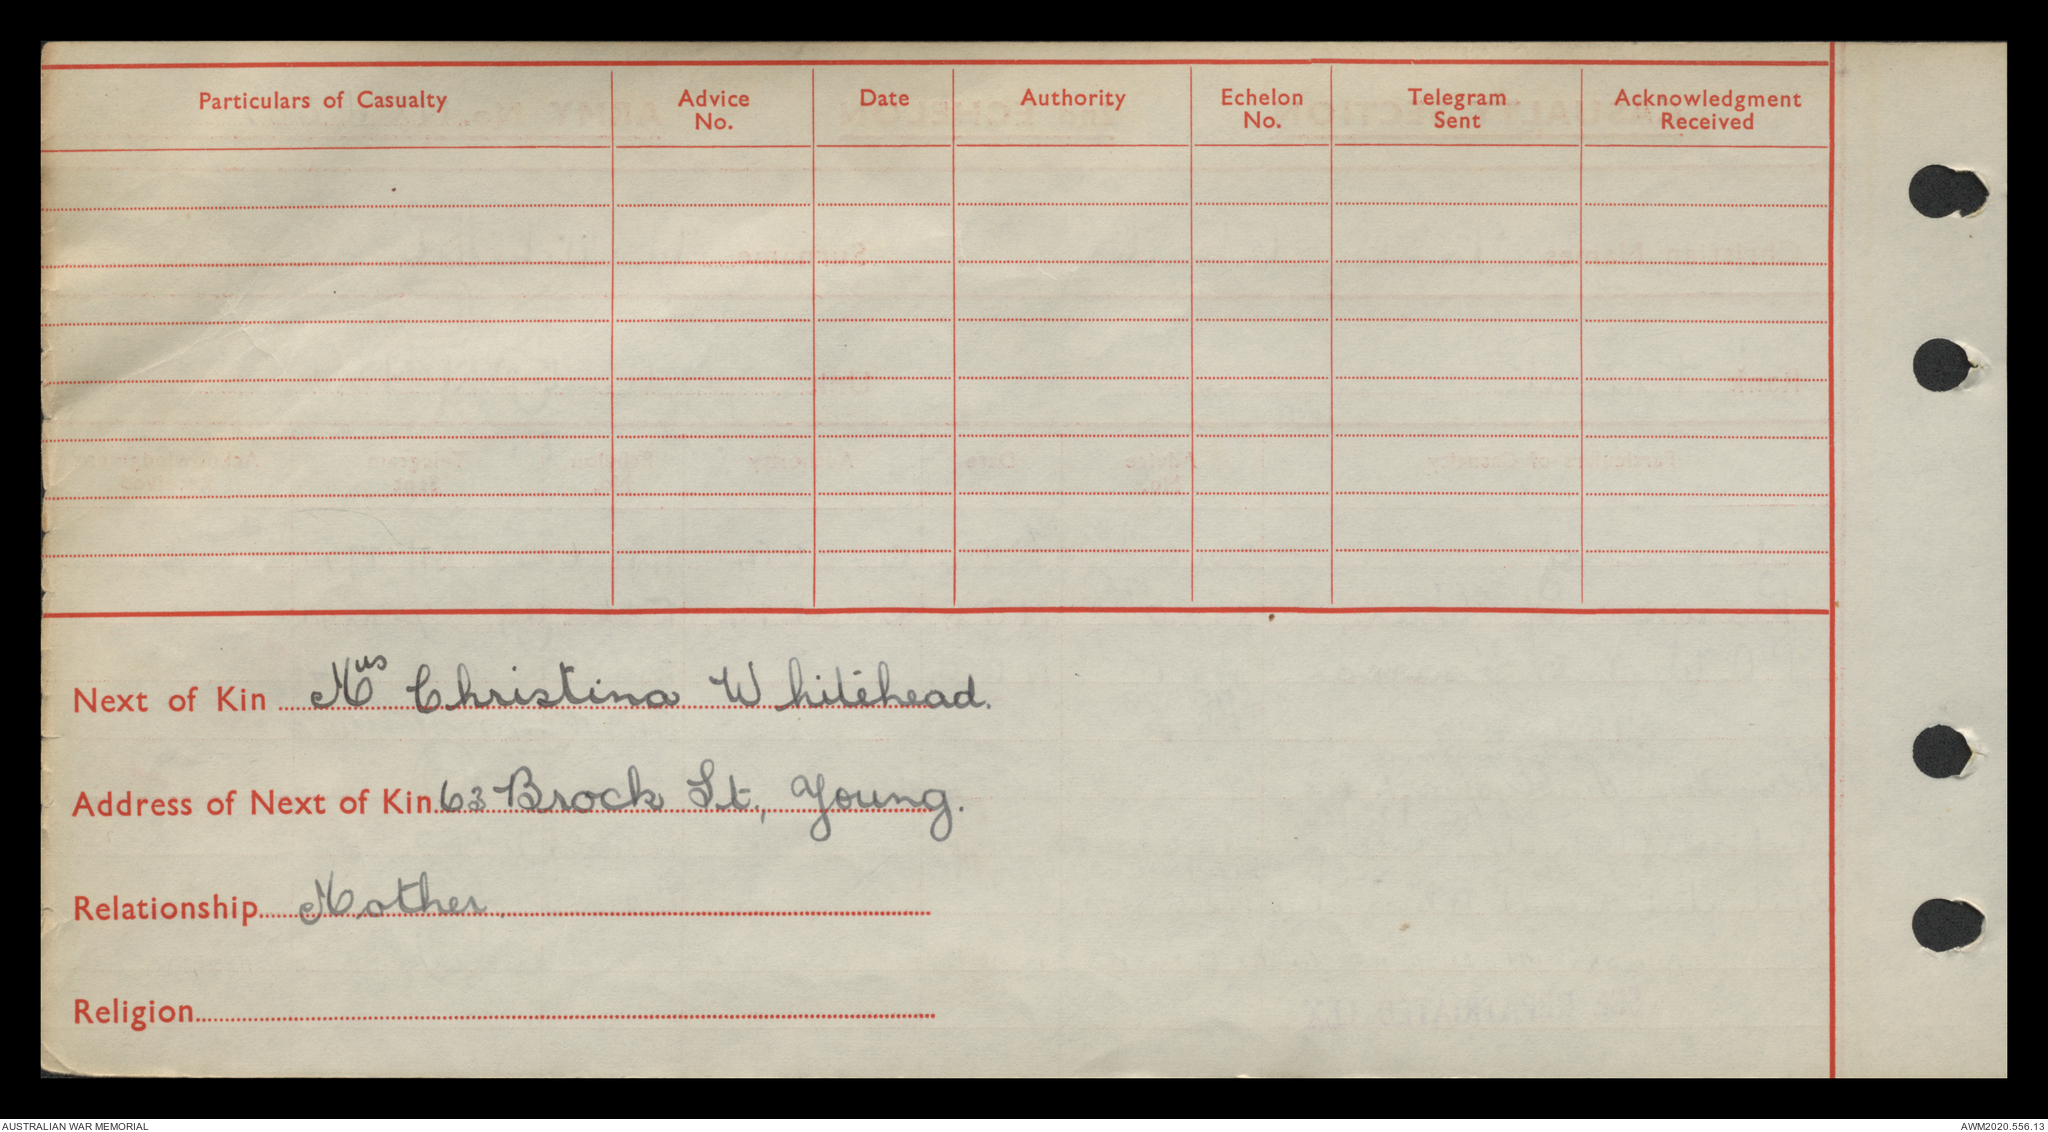 Particulars of Casualty Advice No. Date Authority Echelon No. Telegram Sent Acknowledgment Received
Next of Kin Mrs Christina Whitehead.
Address of Next of Kin 63 Brock St., Young.
Relationship Mother
Religion
AUSTRALIAN WAR MEMORIAL AWM2020.556.13